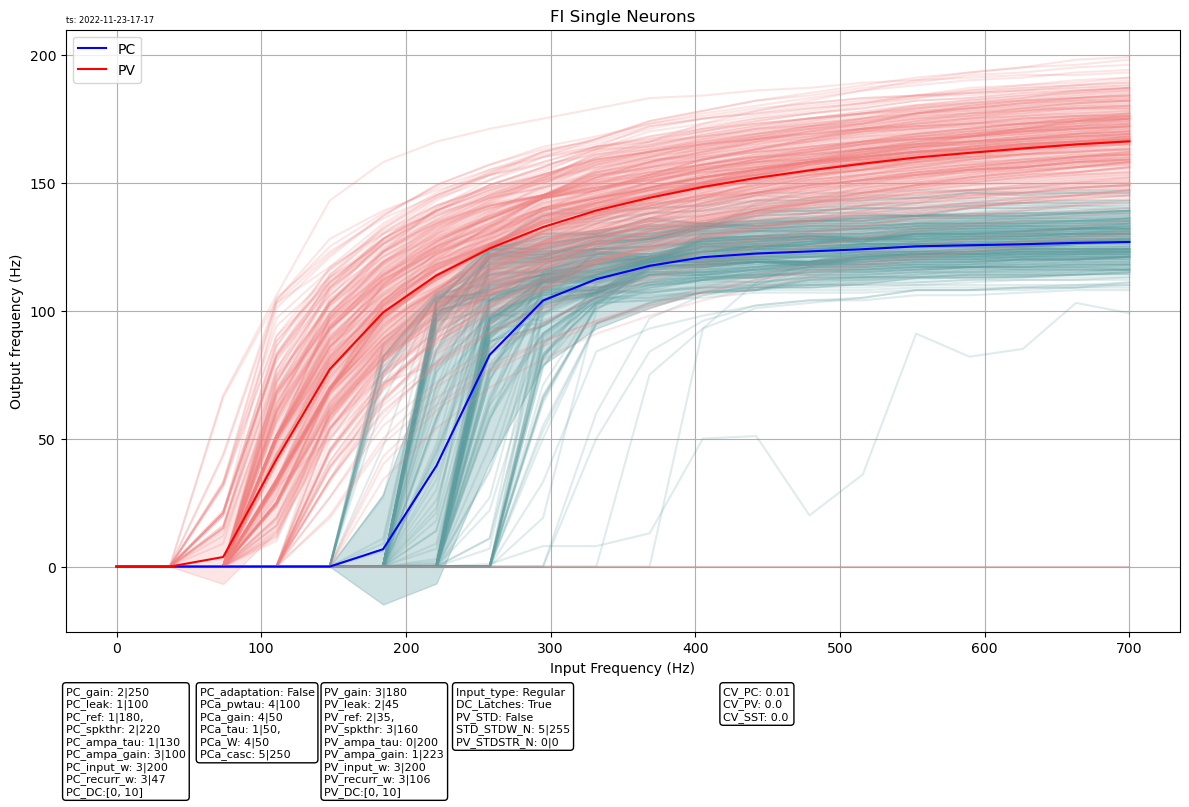 ts: 2022-11-23-17-17
FI Single Neurons
PC
PV
Output frequency (Hz)
200
150
100
50
0
0 100 200 300 400 500 600 700
Input Frequency (Hz)
PC_gain: 2|250
PC_leak: 1|100
PC_ref: 1|180,
PC_spkthr: 2|220
PC_ampa_tau: 1|130
PC_ampa_gain: 3|100
PC_input_w: 3|200
PC_recurr_w: 3|47
PC_DC:[0, 10]
PC_adaptation: False
PCa_pwtau: 4|100
PCa_gain: 4|50
PCa_tau: 1|50,
PCa_W: 4|50
PCa_casc: 5|250
PV_gain: 3|180
PV_leak: 2|45
PV_ref: 2|35,
PV_spkthr: 3|160
PV_ampa_tau: 0|200
PV_ampa_gain: 1|223
PV_input_w: 3|200
PV_recurr_w: 3|106
PV_DC:[0, 10]
Input_type: Regular
DC_Latches: True
PV_STD: False
STD_STDW_N: 5|255
PV_STDSTR_N: 0|0
CV_PC: 0.01
CV_PV: 0.0
CV_SST: 0.0